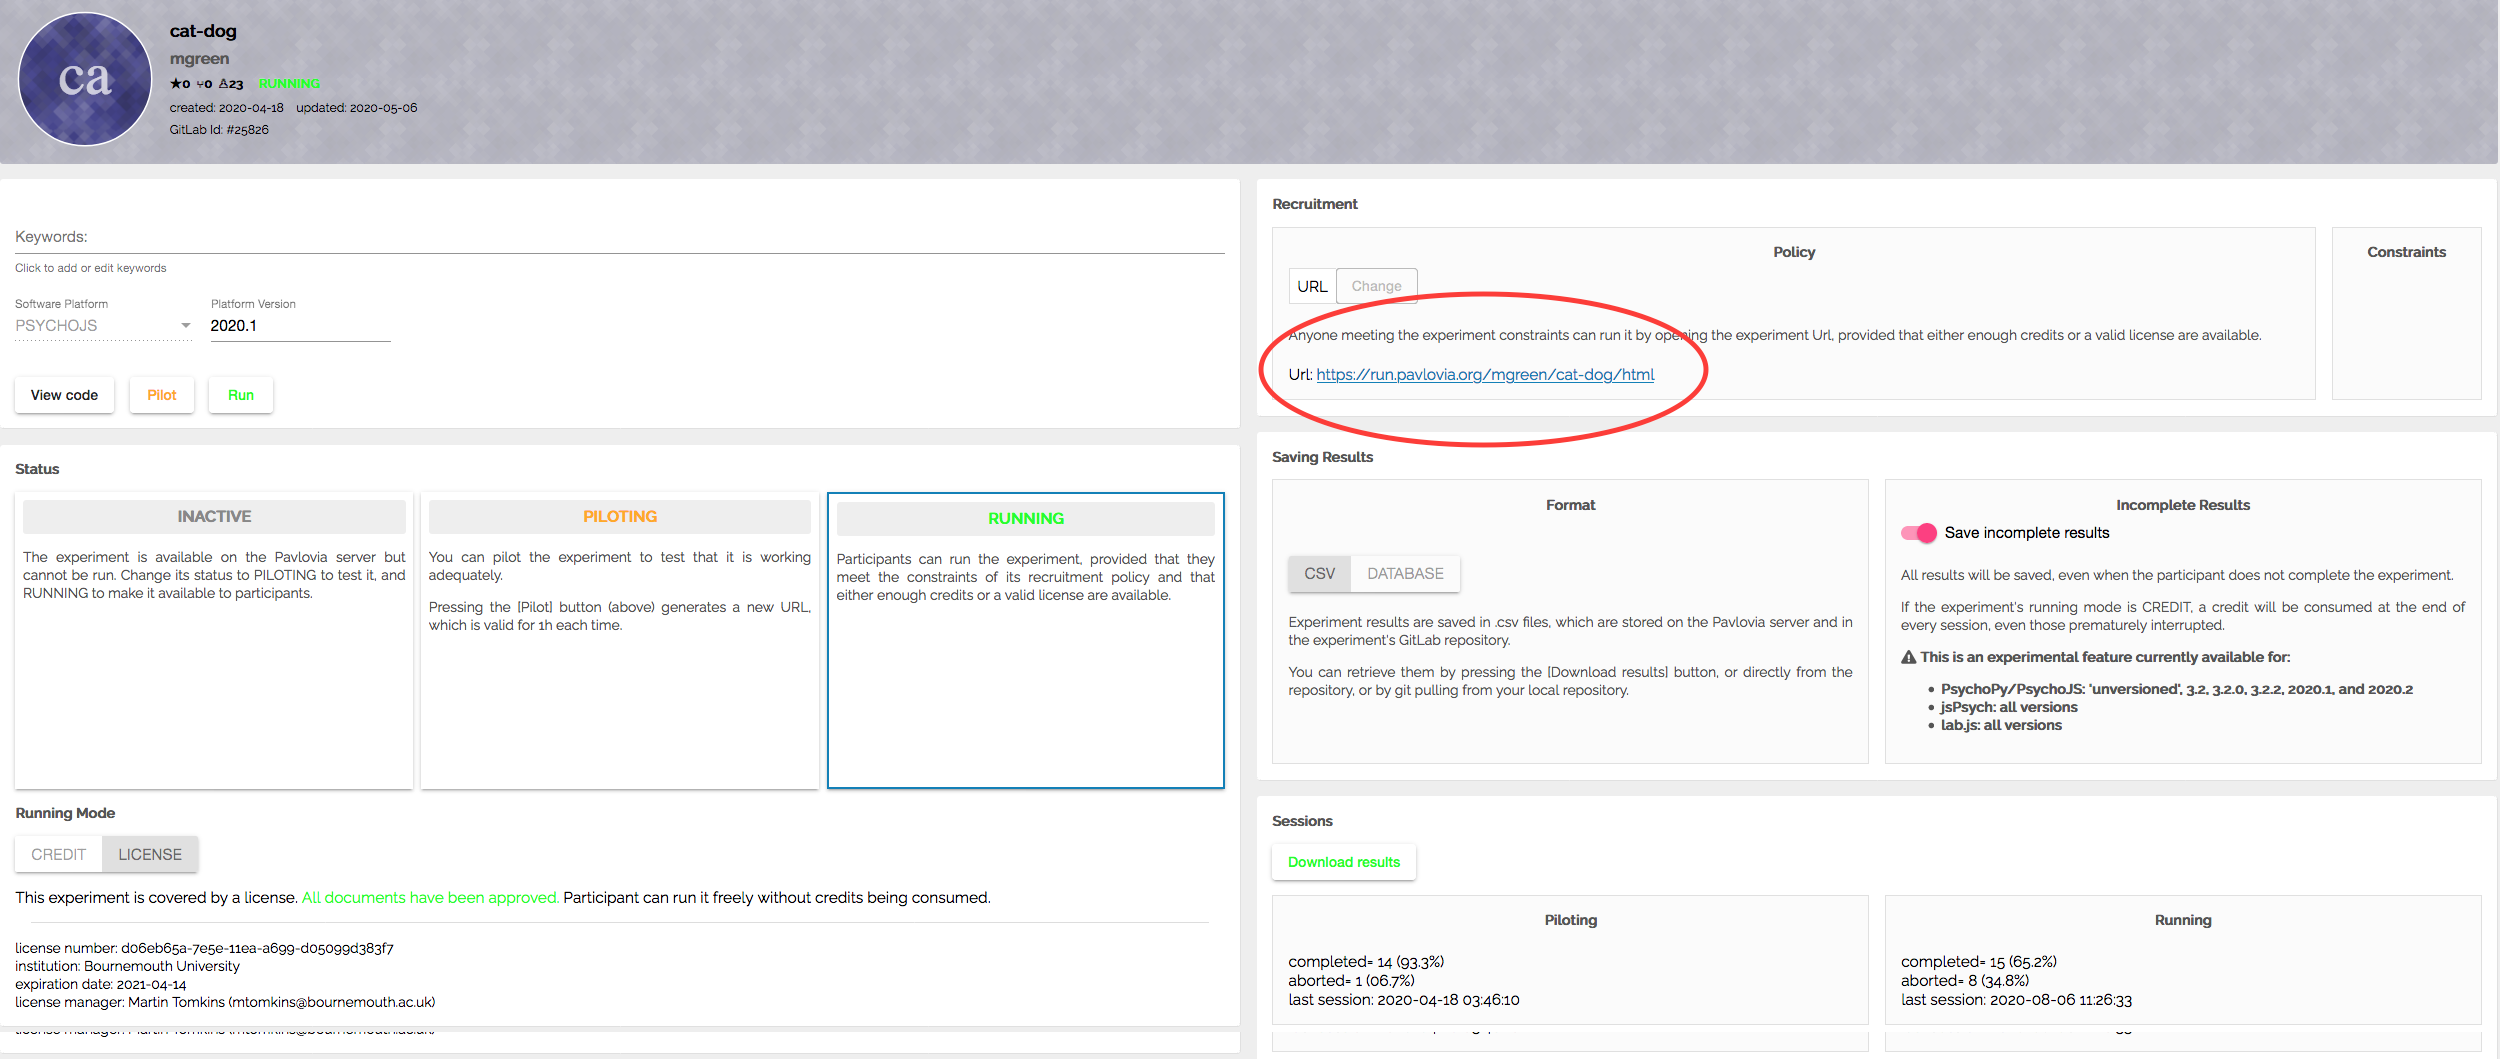 ca
cat-dog
mgreen
★0 ⑂0 23 RUNNING
created: 2020-04-18 updated: 2020-05-06
GitLab Id: #25826
Keywords:
Click to add or edit keywords
Software Platform
PSYCHOJS
Platform Version
2020.1
View code
Pilot
Run
Status
INACTIVE
The experiment is available on the Pavlovia server but
cannot be run. Change its status to PILOTING to test it, and
RUNNING to make it available to participants.
PILOTING
You can pilot the experiment to test that it is working
adequately.
Pressing the [Pilot] button (above) generates a new URL,
which is valid for 1h each time.
RUNNING
Participants can run the experiment, provided that they
meet the constraints of its recruitment policy and that
either enough credits or a valid license are available.
Running Mode
CREDIT
LICENSE
This experiment is covered by a license. All documents have been approved. Participant can run it freely without credits being consumed.
license number: d06eb65a-7e5e-11ea-a699-d05099d383f7
institution: Bournemouth University
expiration date: 2021-04-14
license manager: Martin Tomkins (mtomkins@bournemouth.ac.uk)
license manager: Martin Tomkins (mtomkins@bournemouth.ac.uk)
Recruitment
Policy
URL
Change
Anyone meeting the experiment constraints can run it by opening the experiment Url, provided that either enough credits or a valid license are available.
Url: https://run.pavlovia.org/mgreen/cat-dog/html
Constraints
Saving Results
Format
CSV
DATABASE
Experiment results are saved in .csv files, which are stored on the Pavlovia server and in
the experiment's GitLab repository.
You can retrieve them by pressing the [Download results] button, or directly from the
repository, or by git pulling from your local repository.
Incomplete Results
Save incomplete results
All results will be saved, even when the participant does not complete the experiment.
If the experiment's running mode is CREDIT, a credit will be consumed at the end of
every session, even those prematurely interrupted.
This is an experimental feature currently available for:
• PsychoPy/PsychoJS: 'unversioned', 3.2, 3.2.0, 3.2.2, 2020.1, and 2020.2
• jsPsych: all versions
• lab.js: all versions
Sessions
Download results
Piloting
completed= 14 (93.3%)
aborted= 1 (06.7%)
last session: 2020-04-18 03:46:10
Running
completed= 15 (65.2%)
aborted= 8 (34.8%)
last session: 2020-08-06 11:26:33